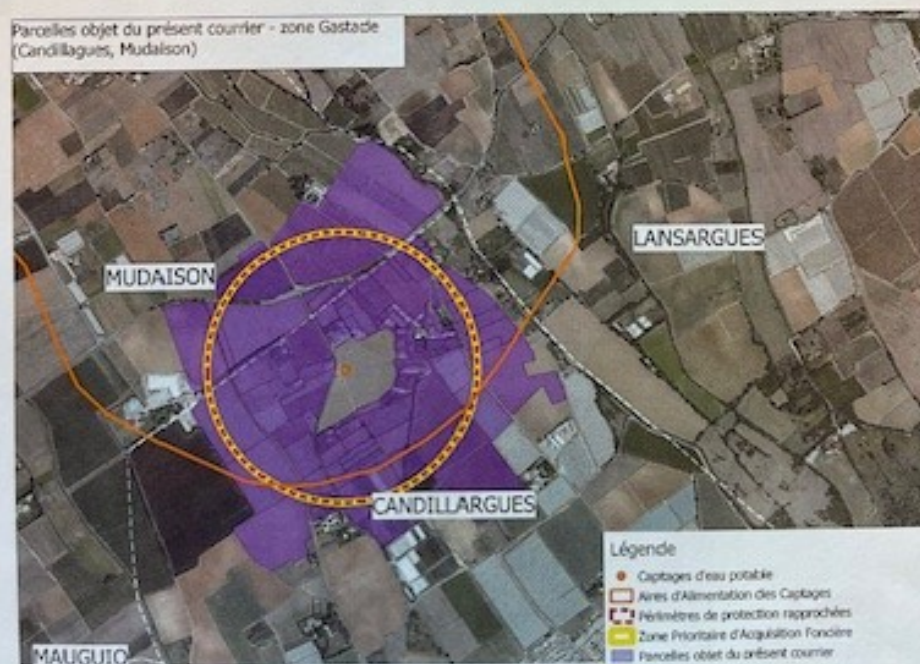 Parcelles objet du présent courrier - zone Gastade
(Candillagues, Mudaison)
LANSARGUES
MUDAISON
CANDILLARGUES
MAUGUIO
Légende
Captages d'eau potable
Aires d'Alimentation des Captages
Périmètres de protection rapprochées
Zone Prioritaire d'Acquisition Foncière
Parcelles objet du présent courrier